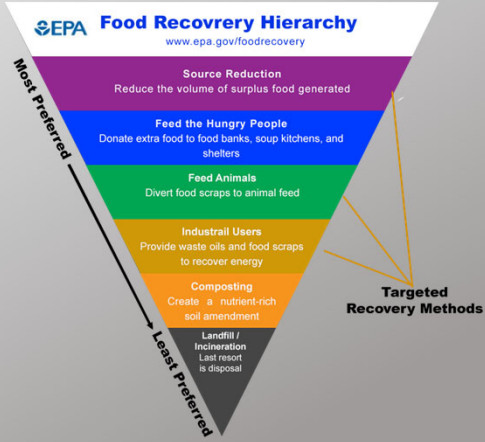 EPA Food Recovrery Hierarchy
www.epa.gov/foodrecovery
Most Preferred
Source Reduction
Reduce the volume of surplus food generated
Feed the Hungry People
Donate extra food to food banks, soup kitchens, and
shelters
Feed Animals
Divert food scraps to animal feed
Industrail Users
Provide waste oils and food scraps
to recover energy
Composting
Create a nutrient-rich
soil amendment
Landfill /
Incineration
Last resort
is disposal
Least Preferred
Targeted
Recovery Methods